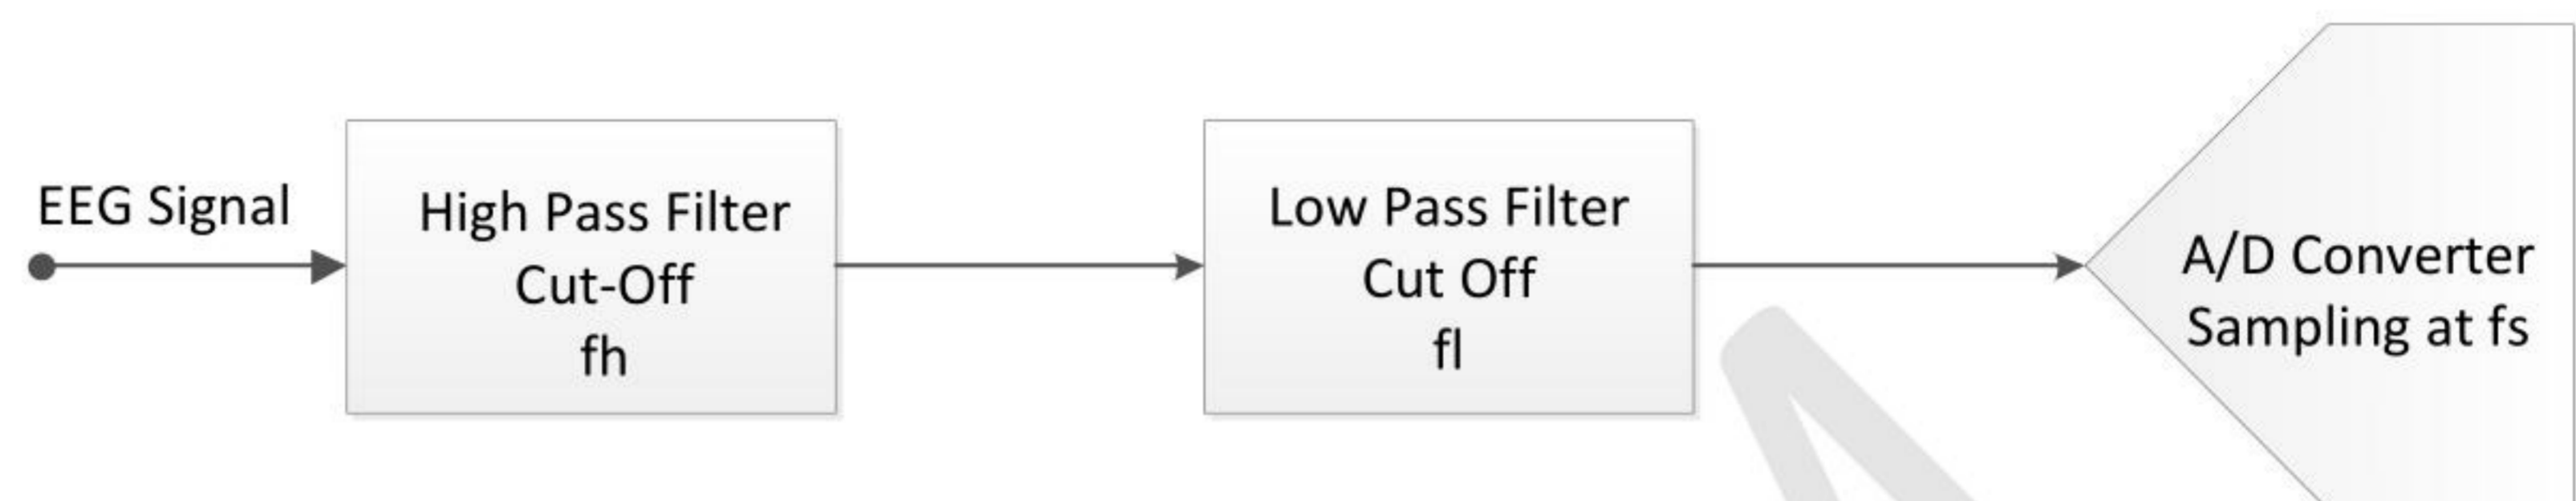 EEG Signal
High Pass Filter
Cut-Off
fh
Low Pass Filter
Cut Off
fl
A/D Converter
Sampling at fs